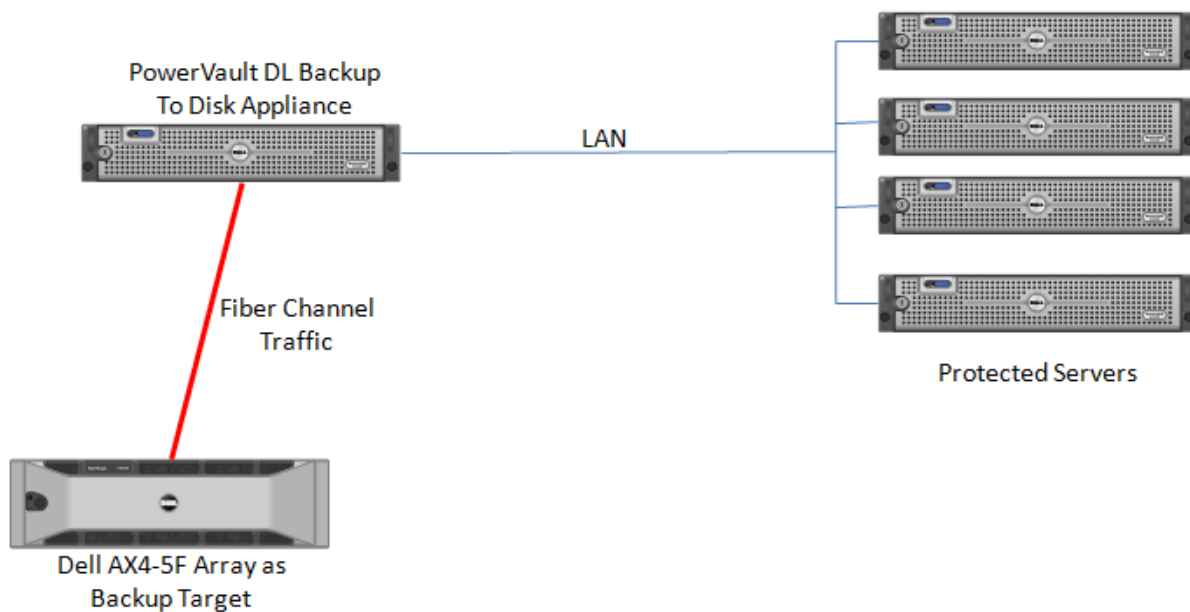 PowerVault DL Backup
To Disk Appliance
LAN
Fiber Channel
Traffic
Protected Servers
Dell AX4-5F Array as
Backup Target